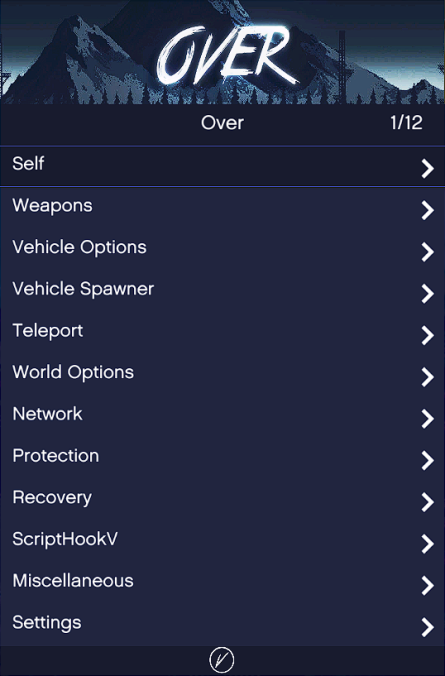 OVER
Over 1/12
Self
Weapons
Vehicle Options
Vehicle Spawner
Teleport
World Options
Network
Protection
Recovery
ScriptHookV
Miscellaneous
Settings